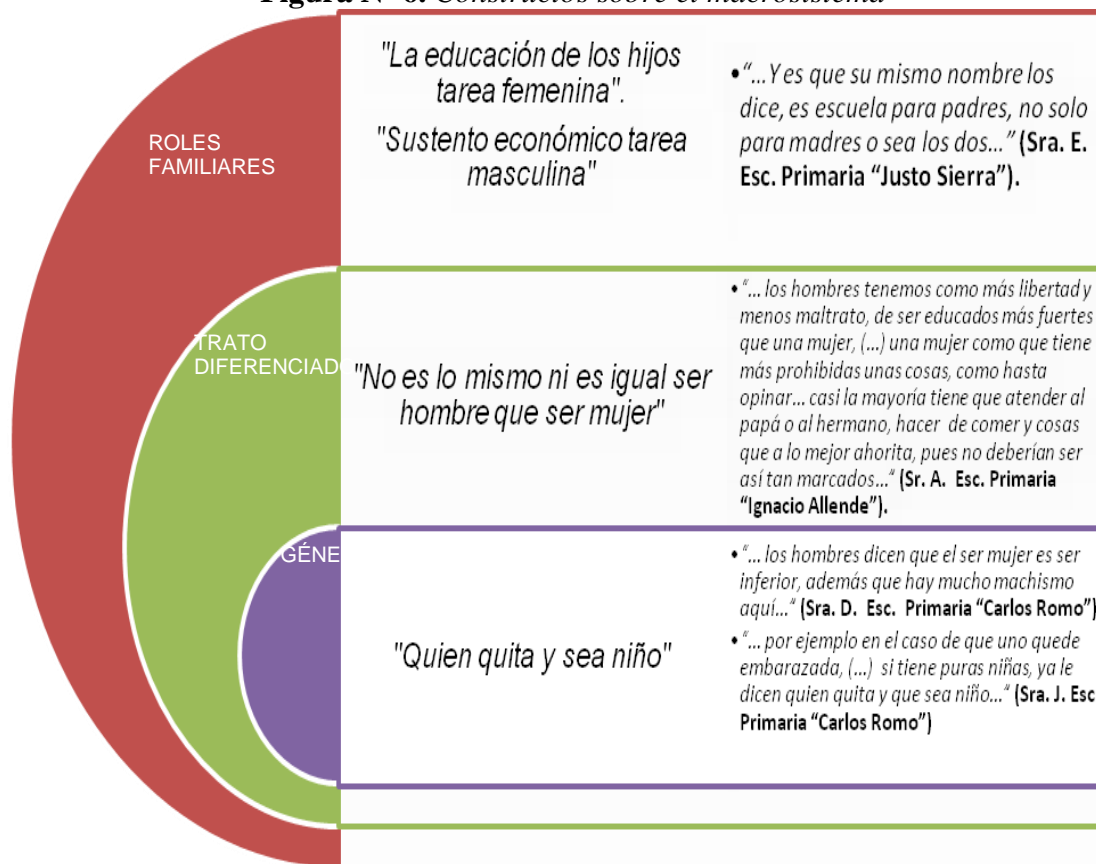 Figura N° 6. Constructos sobre el macrosistema
ROLES
FAMILIARES
"La educación de los hijos
tarea femenina".
"Sustento económico tarea
masculina"
•"...Y es que su mismo nombre los
dice, es escuela para padres, no solo
para madres o sea los dos..." (Sra. E.
Esc. Primaria "Justo Sierra").
TRATO
DIFERENCIAD
"No es lo mismo ni es igual ser
hombre que ser mujer"
• "... los hombres tenemos como más libertad y
menos maltrato, de ser educados más fuertes
que una mujer, (...) una mujer como que tiene
más prohibidas unas cosas, como hasta
opinar... casi la mayoría tiene que atender al
papá o al hermano, hacer de comer y cosas
que a lo mejor ahorita, pues no deberían ser
así tan marcados..." (Sr. A. Esc. Primaria
"Ignacio Allende").
GÉNE
"Quien quita y sea niño"
• "... los hombres dicen que el ser mujer es ser
inferior, además que hay mucho machismo
aquí..." (Sra. D. Esc. Primaria "Carlos Romo")
• "... por ejemplo en el caso de que uno quede
embarazada, (...) si tiene puras niñas, ya le
dicen quien quita y que sea niño..." (Sra. J. Esc
Primaria "Carlos Romo")